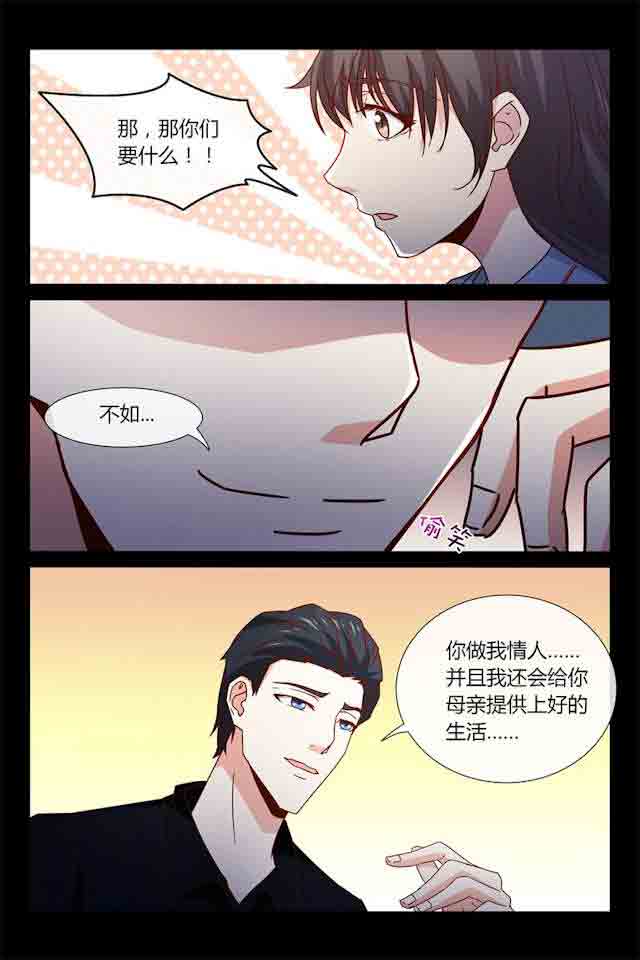 那，那你们
要什么！！
不如...
偷笑
你做我情人......
并且我还会给你
母亲提供上好的
生活......